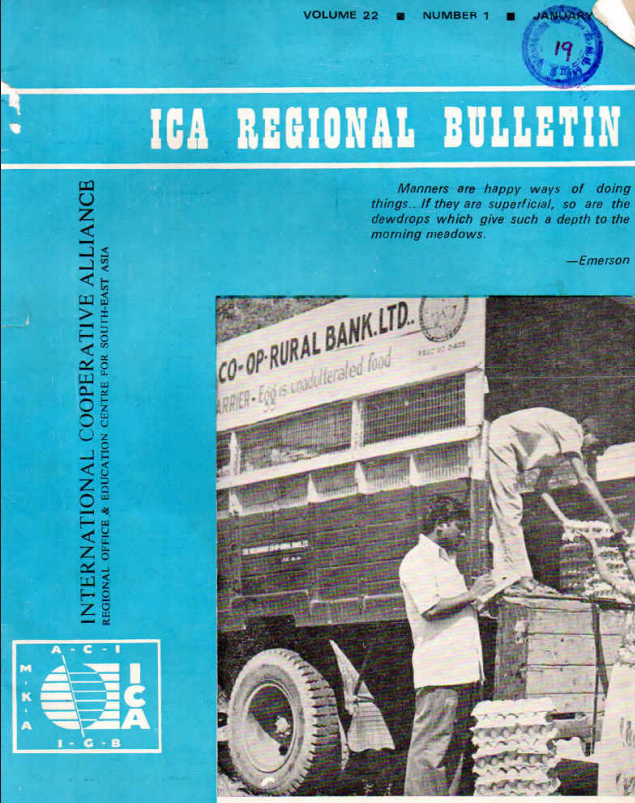 VOLUME 22 ■ NUMBER 1 ■ JANUARY
19
ICA REGIONAL BULLETIN
Manners are happy ways of doing
things...If they are superficial, so are the
dewdrops which give such a depth to the
morning meadows.
—Emerson
INTERNATIONAL COOPERATIVE ALLIANCE
REGIONAL OFFICE & EDUCATION CENTRE FOR SOUTH-EAST ASIA
CO-OP-RURAL BANK.LTD..
ARRIER - Egg is unadulterated food
A·C·I
M·K·A
ICA
I·G·B